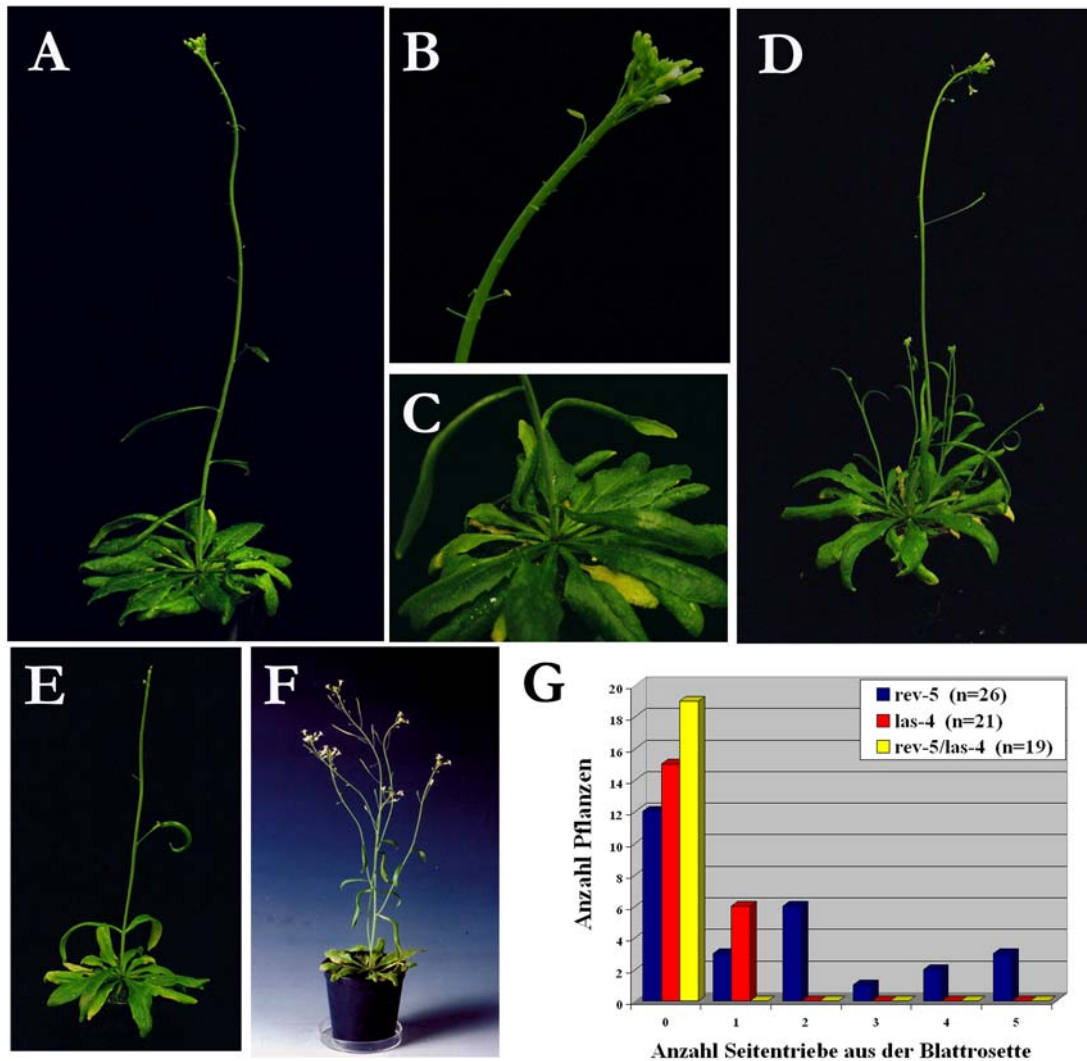 A
B
D
C
E
F
G
rev-5 (n=26)
las-4 (n=21)
rev-5/las-4 (n=19)
Anzahl Pflanzen
20
18
16
14
12
10
8
6
4
2
0
0 1 2 3 4 5
Anzahl Seitentriebe aus der Blattrosette